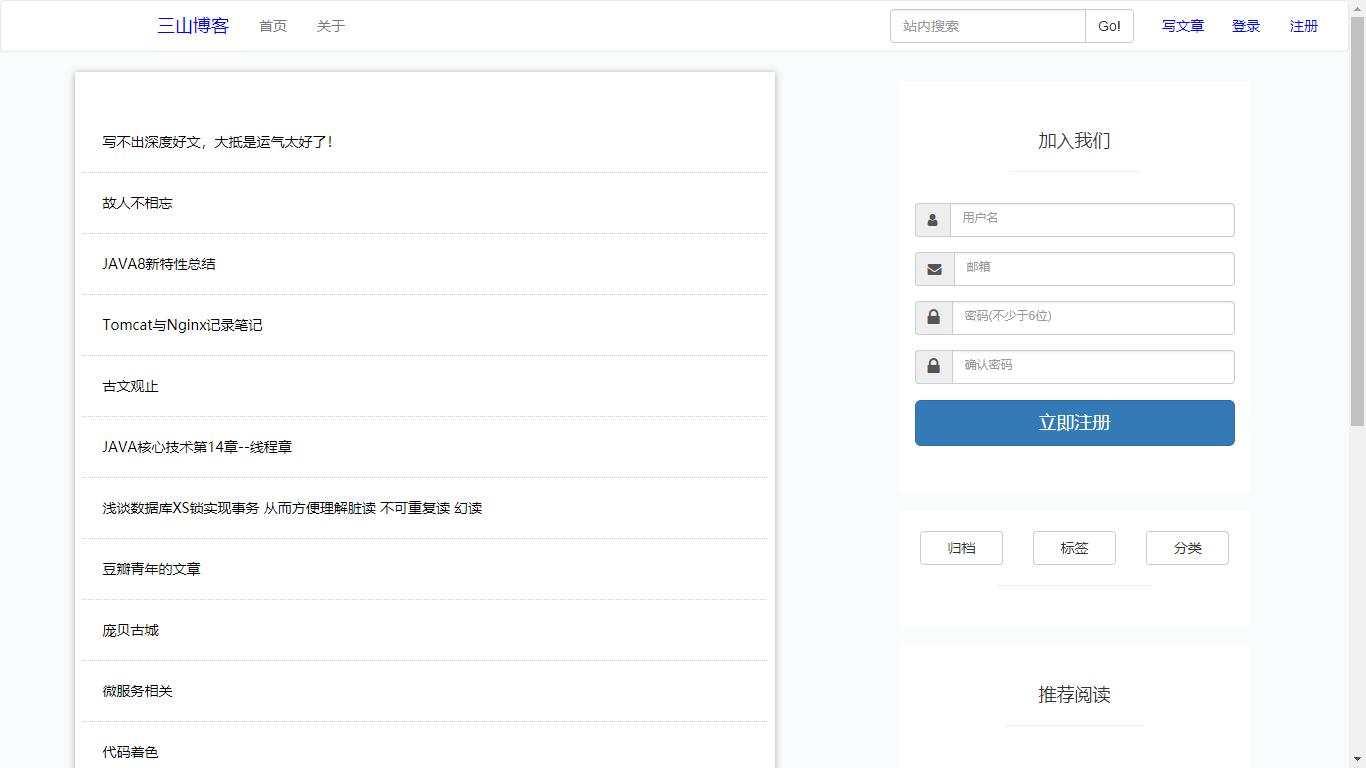 三山博客 首页 关于 站内搜索 Go! 写文章 登录 注册
写不出深度好文，大抵是运气太好了！
故人不相忘
JAVA8新特性总结
Tomcat与Nginx记录笔记
古文观止
JAVA核心技术第14章--线程章
浅谈数据库XS锁实现事务 从而方便理解脏读 不可重复读 幻读
豆瓣青年的文章
庞贝古城
微服务相关
代码着色
加入我们
用户名
邮箱
密码(不少于6位)
确认密码
立即注册
归档 标签 分类
推荐阅读